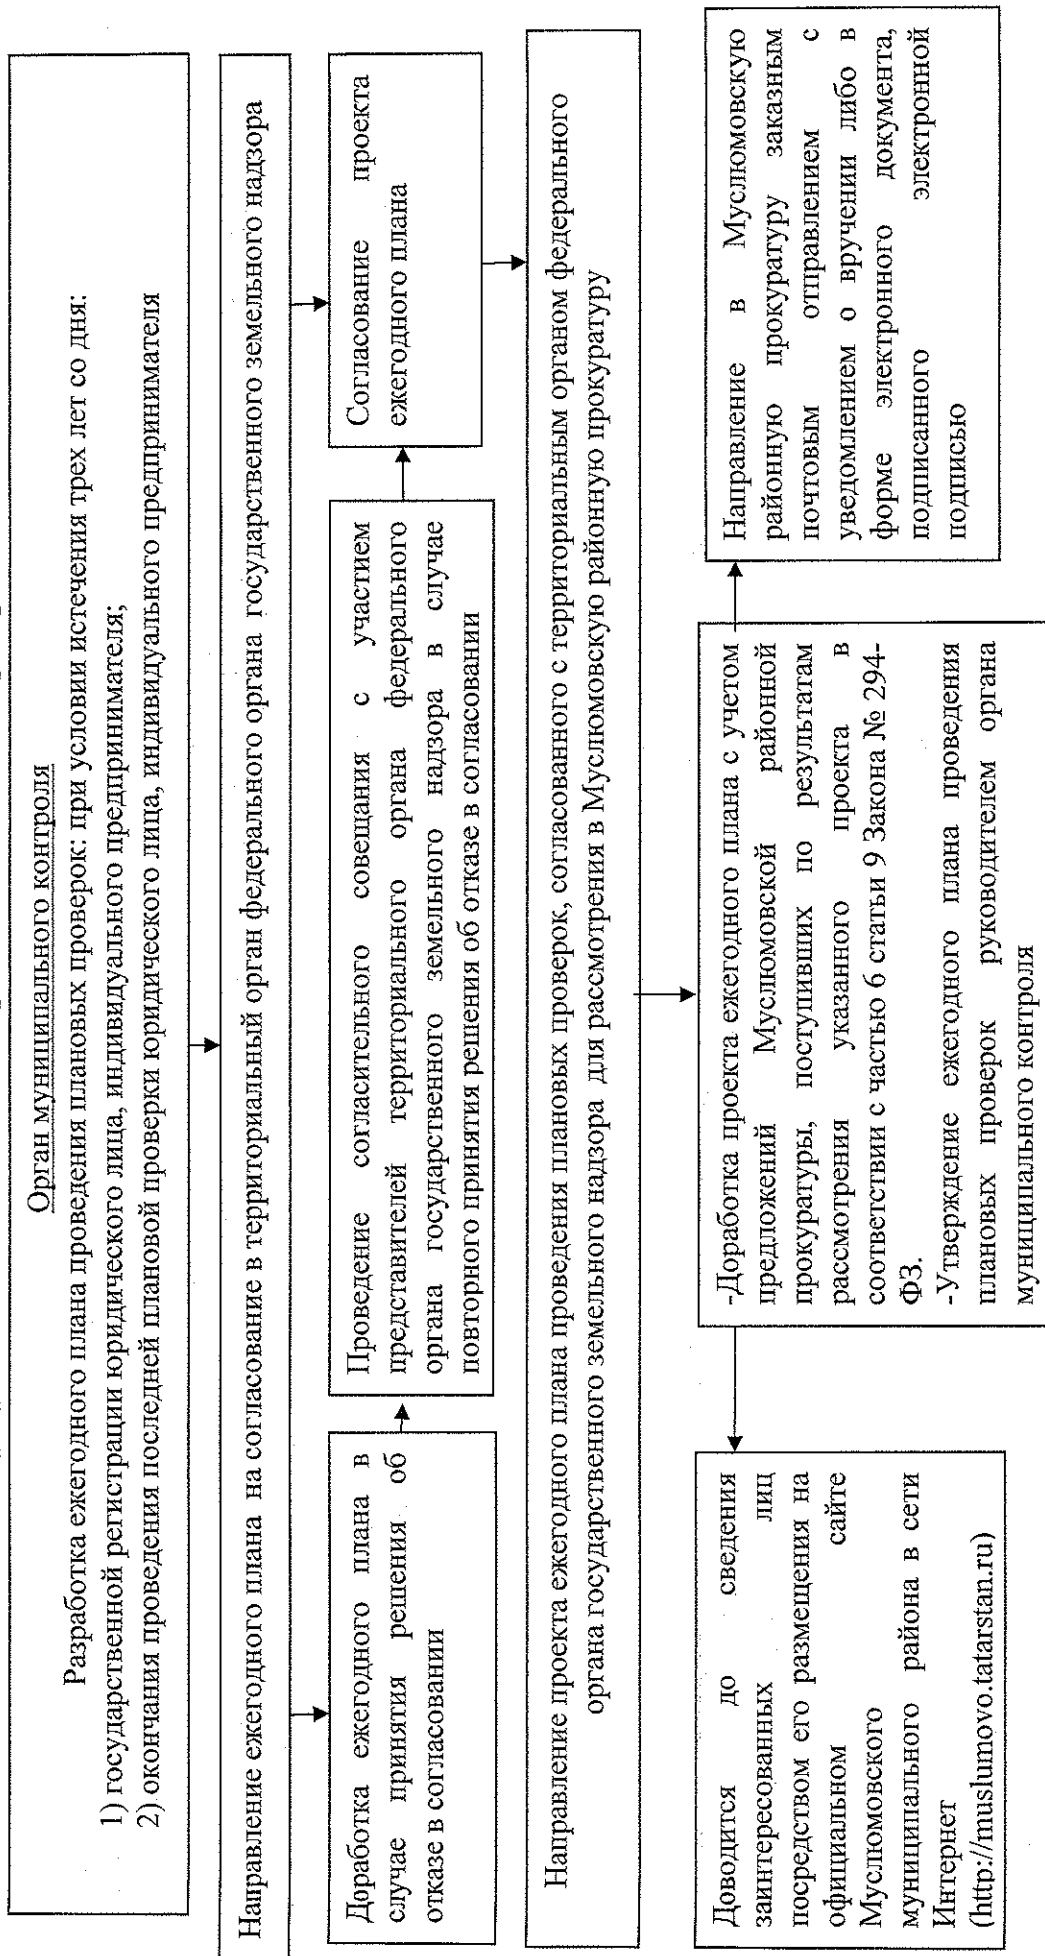 Орган муниципального контроля
Разработка ежегодного плана проведения плановых проверок: при условии истечения трех лет со дня:
1) государственной регистрации юридического лица, индивидуального предпринимателя;
2) окончания проведения последней плановой проверки юридического лица, индивидуального предпринимателя
Направление ежегодного плана на согласование в территориальный орган федерального органа государственного земельного надзора
Доработка ежегодного плана в
случае принятия решения об
отказе в согласовании
Проведение согласительного совещания с участием
представителей территориального органа федерального
органа государственного земельного надзора в случае
повторного принятия решения об отказе в согласовании
Согласование проекта
ежегодного плана
Направление проекта ежегодного плана проведения плановых проверок, согласованного с территориальным органом федерального
органа государственного земельного надзора для рассмотрения в Муслюмовскую районную прокуратуру
Доводится до сведения
заинтересованных лиц
посредством его размещения на
официальном сайте
Муслюмовского
муниципального района в сети
Интернет
(http://muslumovo.tatarstan.ru)
-Доработка проекта ежегодного плана с учетом
предложений Муслюмовской районной
прокуратуры, поступивших по результатам
рассмотрения указанного проекта в
соответствии с частью 6 статьи 9 Закона № 294-
ФЗ.
-Утверждение ежегодного плана проведения
плановых проверок руководителем органа
муниципального контроля
Направление в Муслюмовскую
районную прокуратуру заказным
почтовым отправлением с
уведомлением о вручении либо в
форме электронного документа,
подписанного электронной
подписью